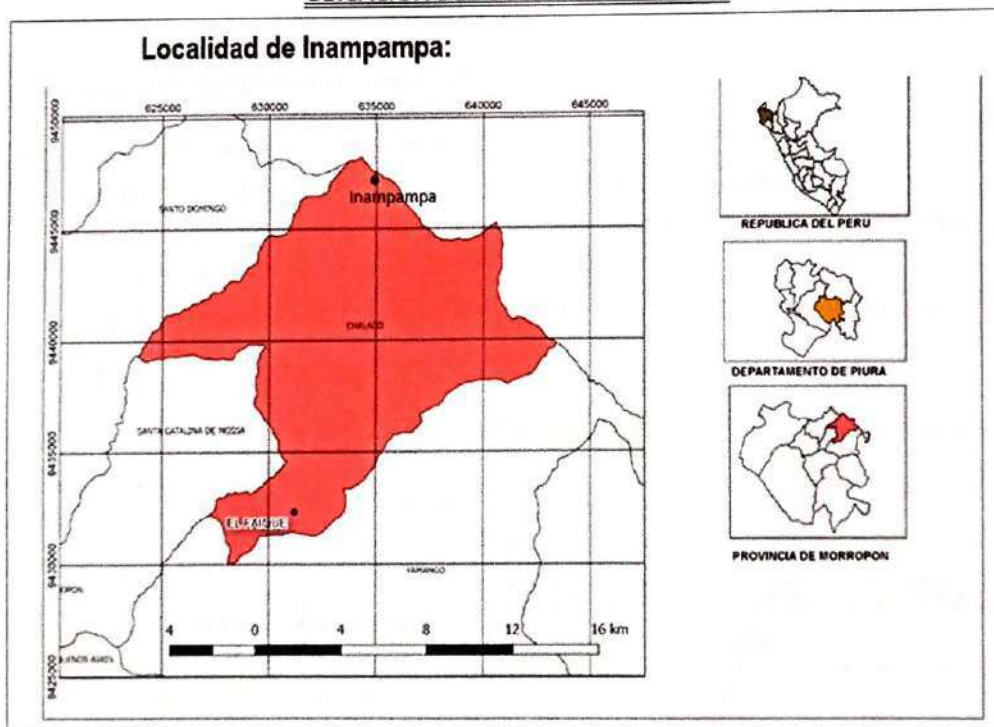 Localidad de Inampampa:
625000 630000 635000 640000 645000
9450000
9445000
9440000
9435000
9430000
9425000
Inampampa
SANTO DOMINGO
CHALACO
SANTA CATALINA DE MOSSA
EL FAIQUE
YAMANGO
4 0 4 8 12 16 km
REPUBLICA DEL PERU
DEPARTAMENTO DE PIURA
PROVINCIA DE MORROPON